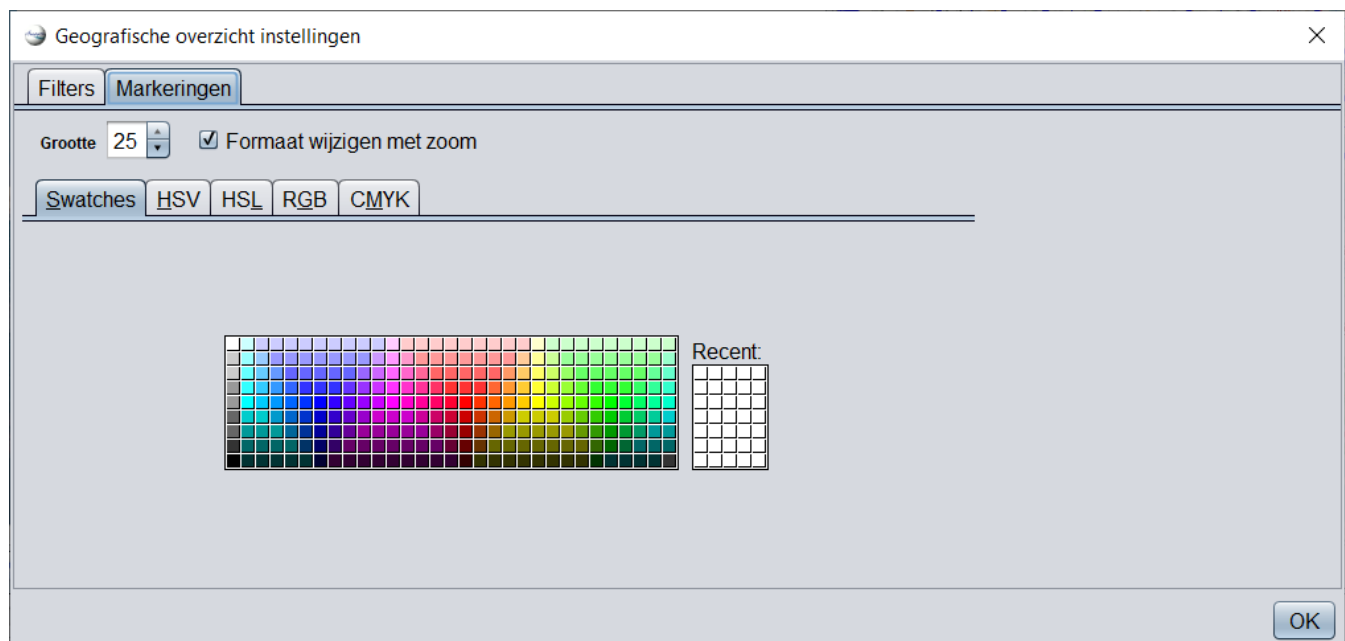 Geografische overzicht instellingen
Filters Markeringen
Grootte 25 Formaat wijzigen met zoom
Swatches HSV HSL RGB CMYK
Recent:
OK